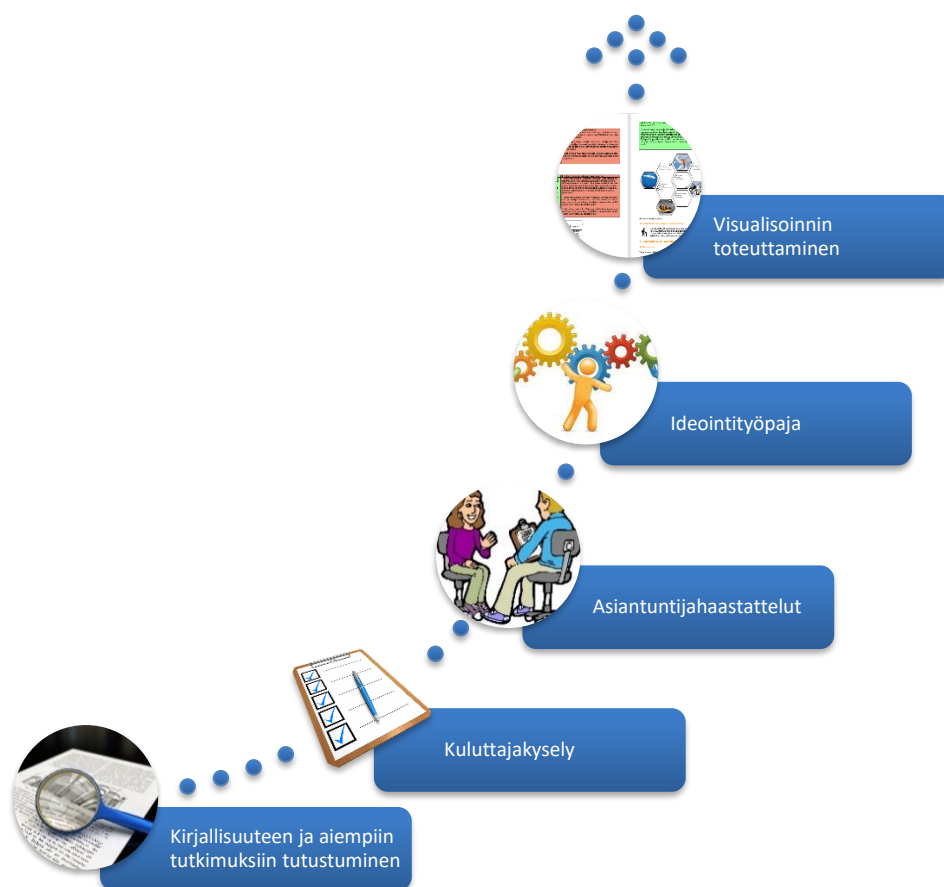 Visualisoinnin
toteuttaminen
Ideointityöpaja
Asiantuntijahaastattelut
Kuluttajakysely
Kirjallisuuteen ja aiempiin
tutkimuksiin tutustuminen